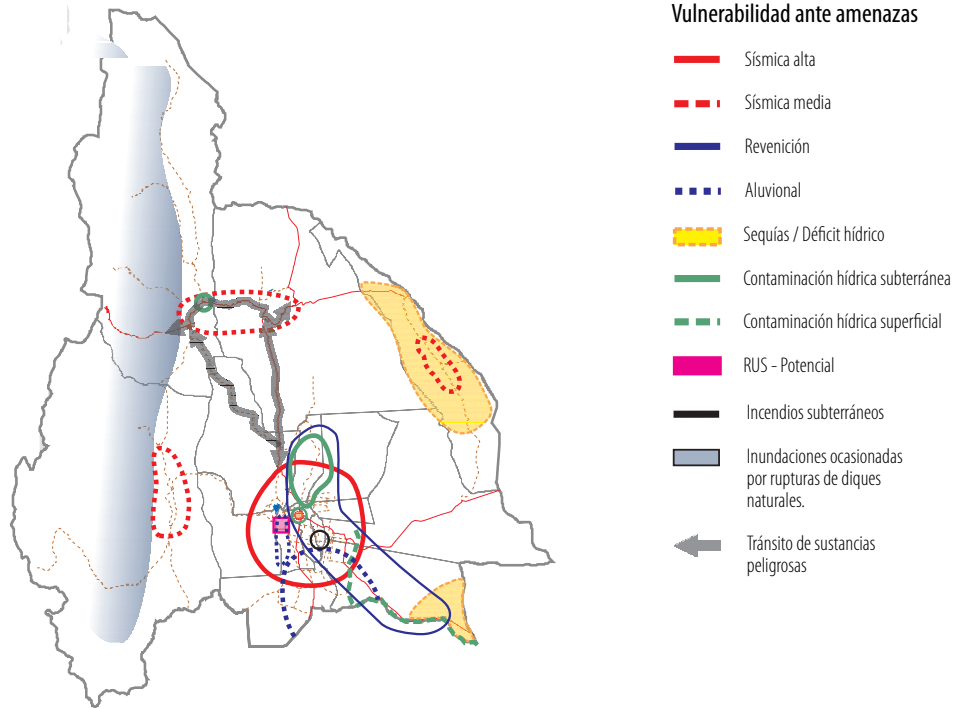 Vulnerabilidad ante amenazas
Sísmica alta
Sísmica media
Revenición
Aluvional
Sequías / Déficit hídrico
Contaminación hídrica subterránea
Contaminación hídrica superficial
RUS - Potencial
Incendios subterráneos
Inundaciones ocasionadas
por rupturas de diques
naturales.
Tránsito de sustancias
peligrosas